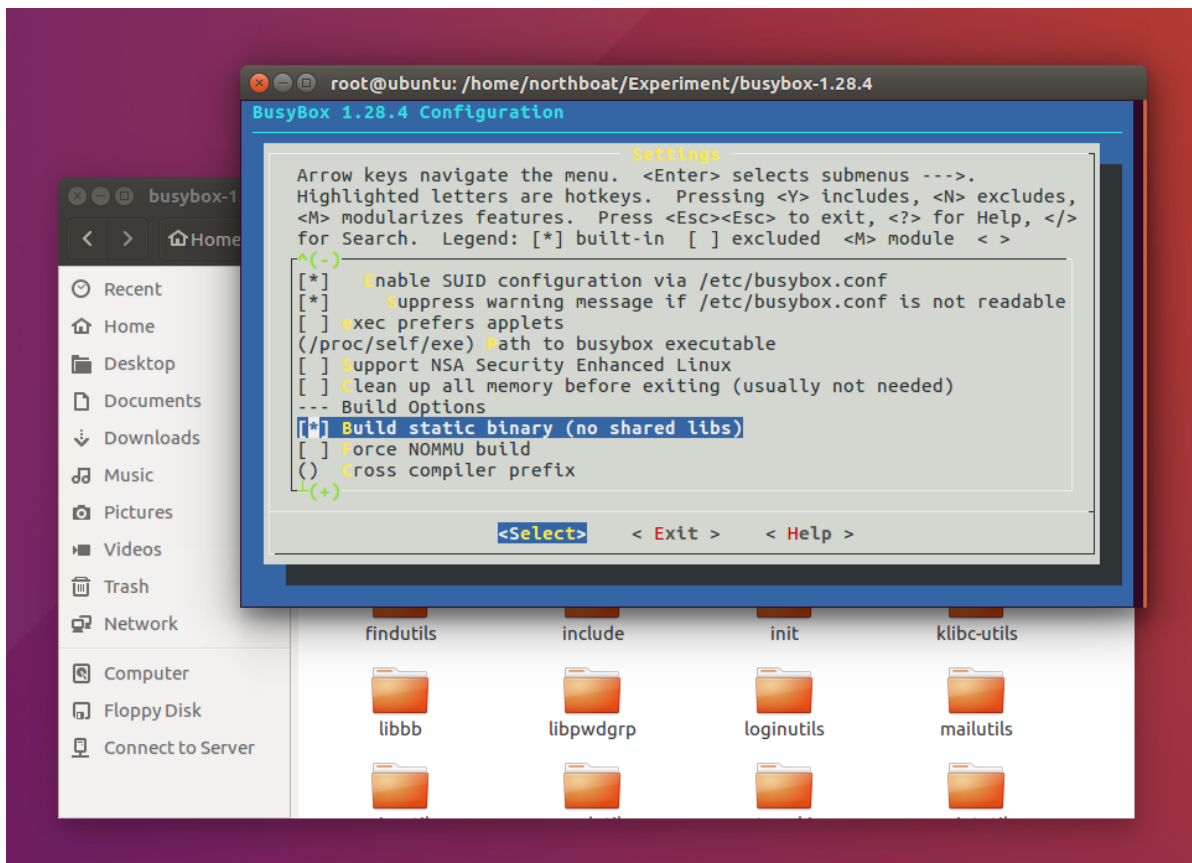 root@ubuntu: /home/northboat/Experiment/busybox-1.28.4
BusyBox 1.28.4 Configuration
Settings
Arrow keys navigate the menu.  <Enter> selects submenus --->.
Highlighted letters are hotkeys.  Pressing <Y> includes, <N> excludes,
<M> modularizes features.  Press <Esc><Esc> to exit, <?> for Help, </>
for Search.  Legend: [*] built-in  [ ] excluded  <M> module  < >
^(-)
[*]   Enable SUID configuration via /etc/busybox.conf
[*]     Suppress warning message if /etc/busybox.conf is not readable
[ ] exec prefers applets
(/proc/self/exe) Path to busybox executable
[ ] Support NSA Security Enhanced Linux
[ ] Clean up all memory before exiting (usually not needed)
--- Build Options
[*] Build static binary (no shared libs)
[ ] Force NOMMU build
()  Cross compiler prefix
(+)
<Select>    < Exit >    < Help >
busybox-1
Home
Recent
Home
Desktop
Documents
Downloads
Music
Pictures
Videos
Trash
Network
Computer
Floppy Disk
Connect to Server
findutils include init klibc-utils
libbb libpwdgrp loginutils mailutils